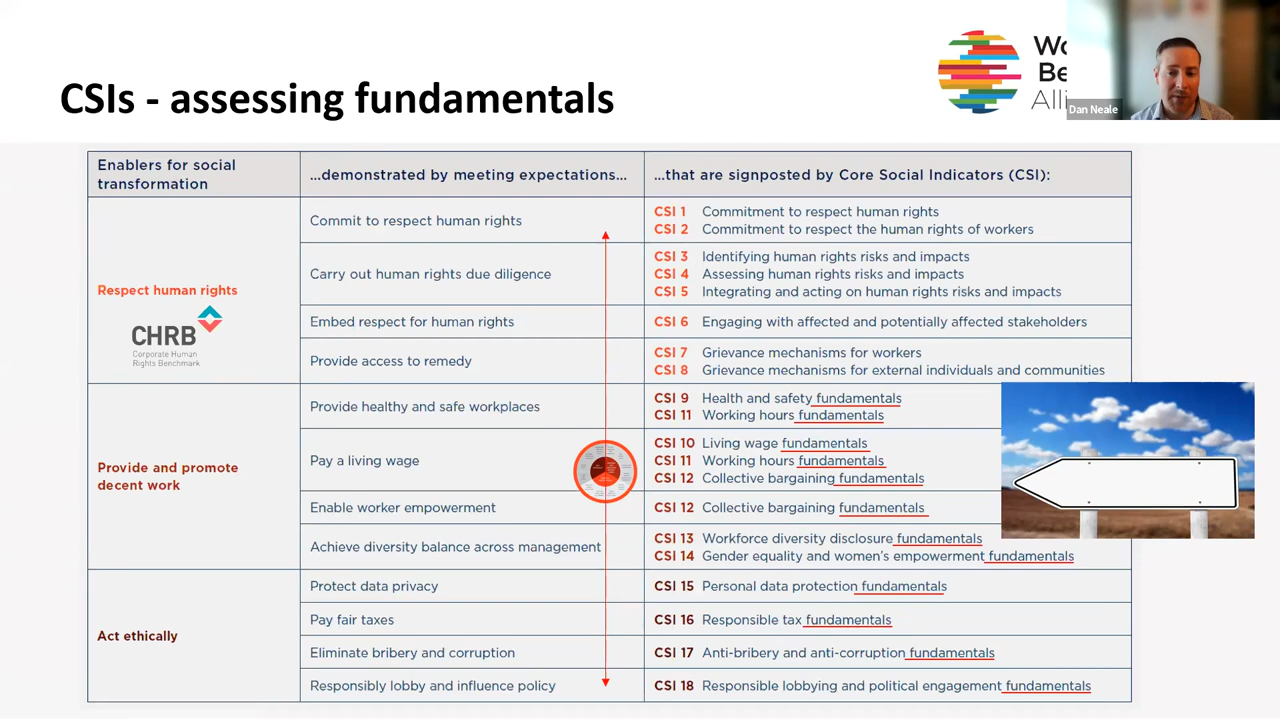 CSIs - assessing fundamentals
Wo
Be
Alli
Dan Neale
Enablers for social
transformation
...demonstrated by meeting expectations...
...that are signposted by Core Social Indicators (CSI):
Respect human rights
CHRB
Corporate Human
Rights Benchmark
Commit to respect human rights
CSI 1 Commitment to respect human rights
CSI 2 Commitment to respect the human rights of workers
Carry out human rights due diligence
CSI 3 Identifying human rights risks and impacts
CSI 4 Assessing human rights risks and impacts
CSI 5 Integrating and acting on human rights risks and impacts
Embed respect for human rights
CSI 6 Engaging with affected and potentially affected stakeholders
Provide access to remedy
CSI 7 Grievance mechanisms for workers
CSI 8 Grievance mechanisms for external individuals and communities
Provide and promote
decent work
Provide healthy and safe workplaces
CSI 9 Health and safety fundamentals
CSI 11 Working hours fundamentals
Pay a living wage
CSI 10 Living wage fundamentals
CSI 11 Working hours fundamentals
CSI 12 Collective bargaining fundamentals
Enable worker empowerment
CSI 12 Collective bargaining fundamentals
Achieve diversity balance across management
CSI 13 Workforce diversity disclosure fundamentals
CSI 14 Gender equality and women's empowerment fundamentals
Act ethically
Protect data privacy
CSI 15 Personal data protection fundamentals
Pay fair taxes
CSI 16 Responsible tax fundamentals
Eliminate bribery and corruption
CSI 17 Anti-bribery and anti-corruption fundamentals
Responsibly lobby and influence policy
CSI 18 Responsible lobbying and political engagement fundamentals